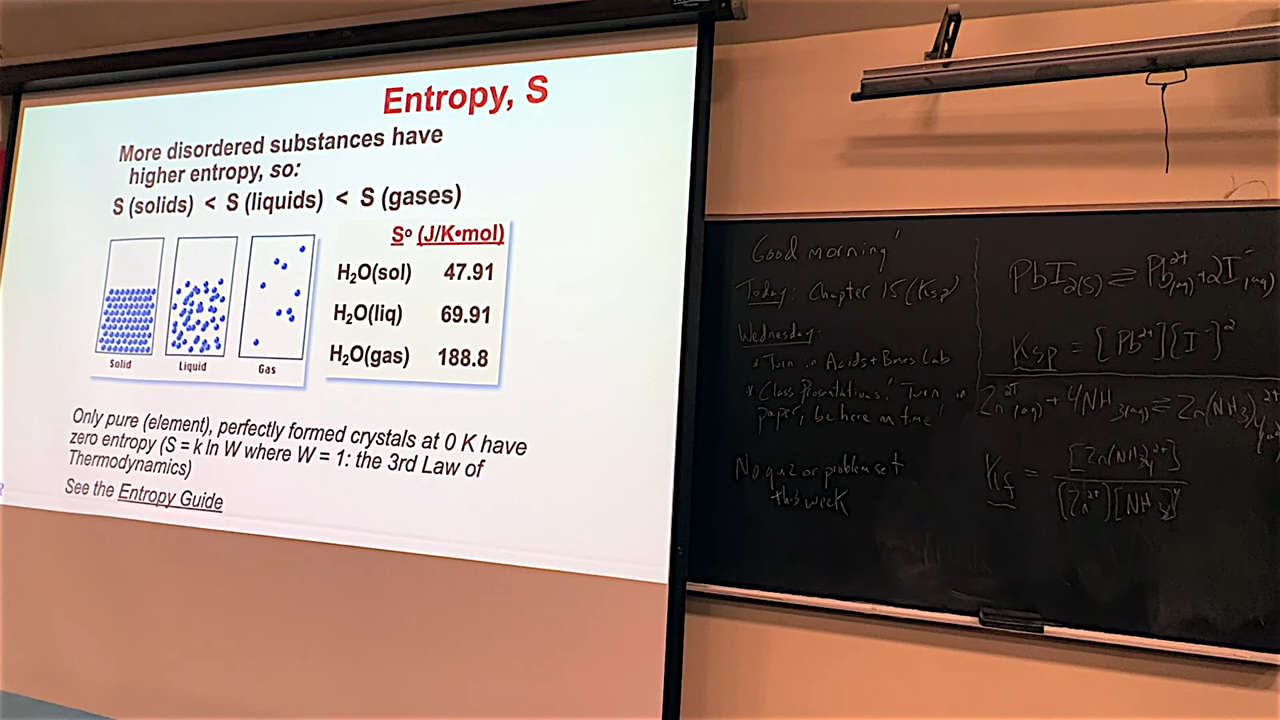 Entropy, S
More disordered substances have
higher entropy, so:
S (solids) < S (liquids) < S (gases)
Sº (J/K•mol)
H₂O(sol) 47.91
H₂O(liq) 69.91
H₂O(gas) 188.8
Solid
Liquid
Gas
Only pure (element), perfectly formed crystals at 0 K have
zero entropy (S = k ln W where W = 1: the 3rd Law of
Thermodynamics)
See the Entropy Guide
Good morning!
Today: Chapter 15 (Ksp)
Wednesday:
* Turn in Acids + Bases Lab
* Class Presentations! Turn in
paper, be here on time!
No quiz or problem set
this week
PbI₂(s) ⇌ Pb²⁺(aq) + 2I⁻(aq)
Ksp = [Pb²⁺][I⁻]²
Zn²⁺(aq) + 4NH₃(aq) ⇌ Zn(NH₃)₄²⁺
Kf = [Zn(NH₃)₄²⁺]
[Zn²⁺][NH₃]⁴